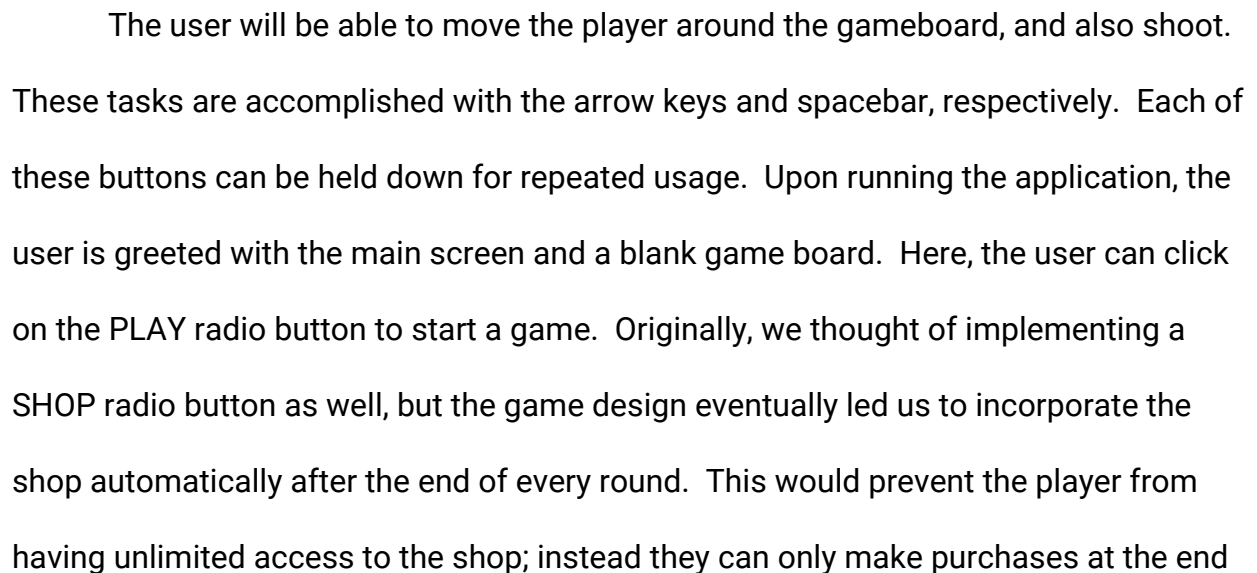 The user will be able to move the player around the gameboard, and also shoot.
These tasks are accomplished with the arrow keys and spacebar, respectively.  Each of
these buttons can be held down for repeated usage.  Upon running the application, the
user is greeted with the main screen and a blank game board.  Here, the user can click
on the PLAY radio button to start a game.  Originally, we thought of implementing a
SHOP radio button as well, but the game design eventually led us to incorporate the
shop automatically after the end of every round.  This would prevent the player from
having unlimited access to the shop; instead they can only make purchases at the end